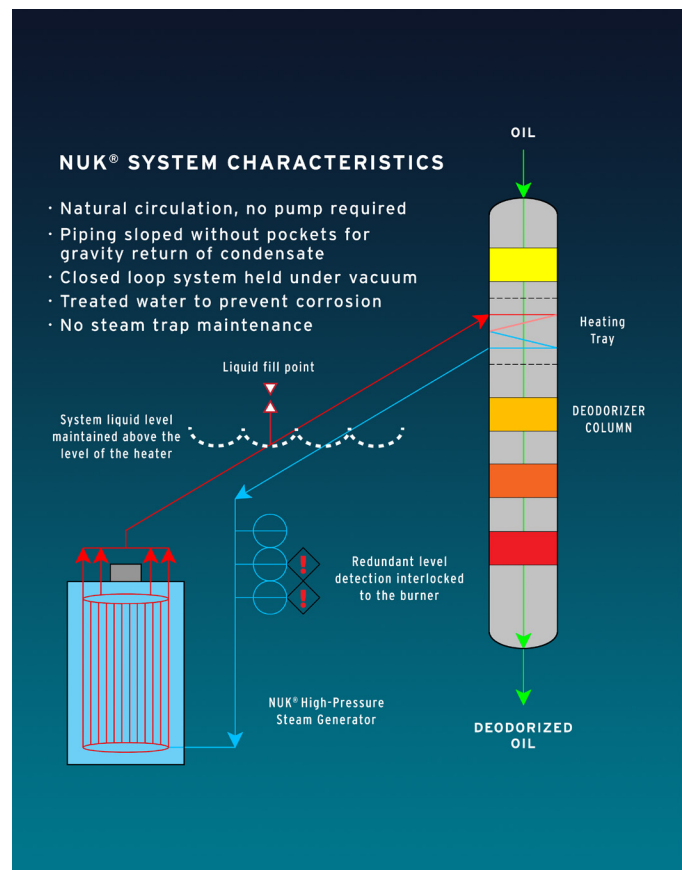 OIL
NUK® SYSTEM CHARACTERISTICS
· Natural circulation, no pump required
· Piping sloped without pockets for
gravity return of condensate
· Closed loop system held under vacuum
· Treated water to prevent corrosion
· No steam trap maintenance
Heating
Tray
Liquid fill point
System liquid level
maintained above the
level of the heater
DEODORIZER
COLUMN
!
!
Redundant level
detection interlocked
to the burner
NUK® High-Pressure
Steam Generator
DEODORIZED
OIL